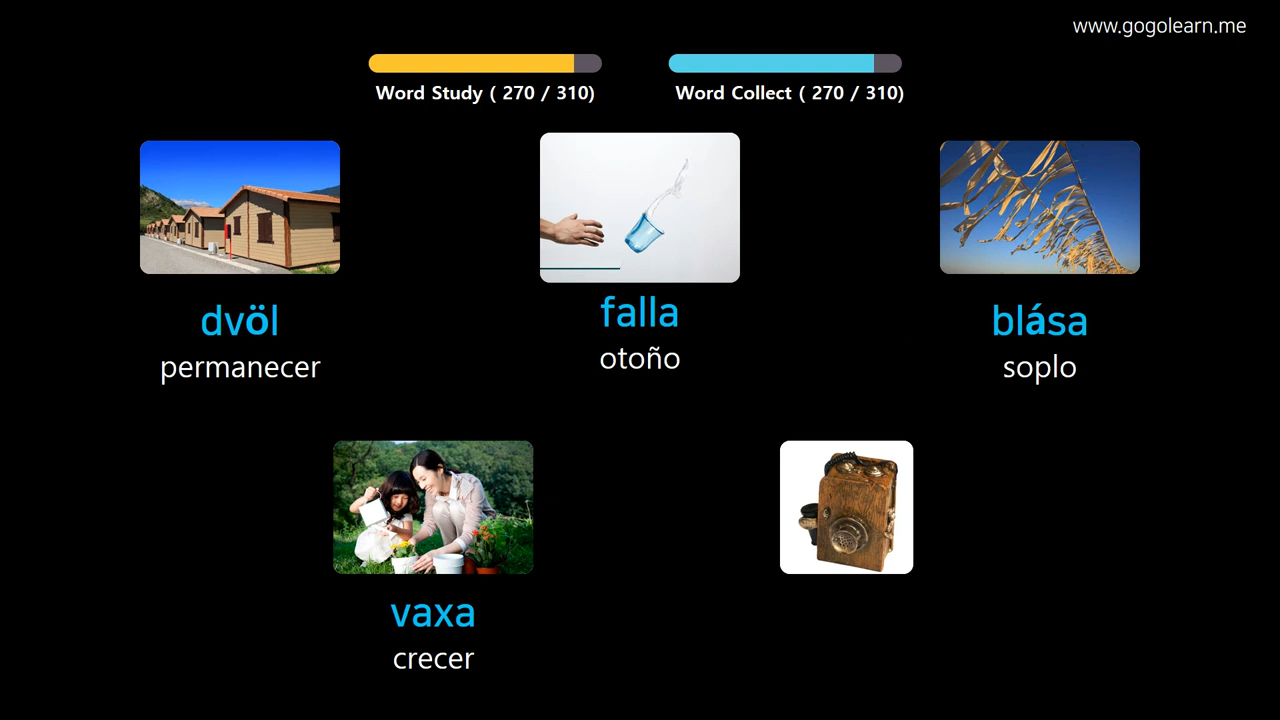 www.gogolearn.me
Word Study ( 270 / 310)
Word Collect ( 270 / 310)
dvöl
permanecer
falla
otoño
blása
soplo
vaxa
crecer